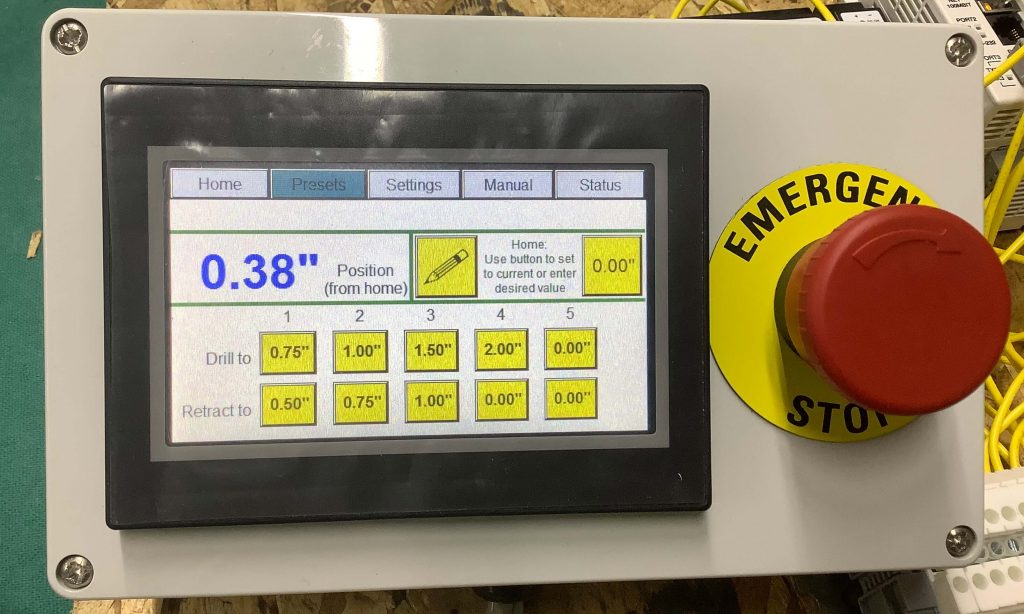 Home Presets Settings Manual Status
0.38" Position
(from home)
Home:
Use button to set
to current or enter
desired value
0.00"
1 2 3 4 5
Drill to 0.75" 1.00" 1.50" 2.00" 0.00"
Retract to 0.50" 0.75" 1.00" 0.00" 0.00"
EMERGEN
STO
100MBIT
PORT2